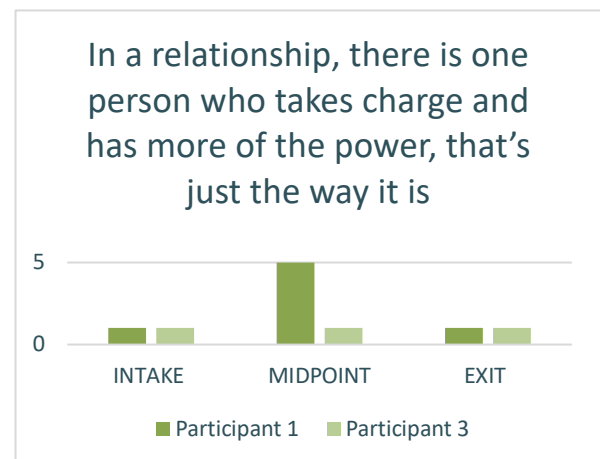 In a relationship, there is one
person who takes charge and
has more of the power, that’s
just the way it is
5
0
INTAKE MIDPOINT EXIT
Participant 1 Participant 3